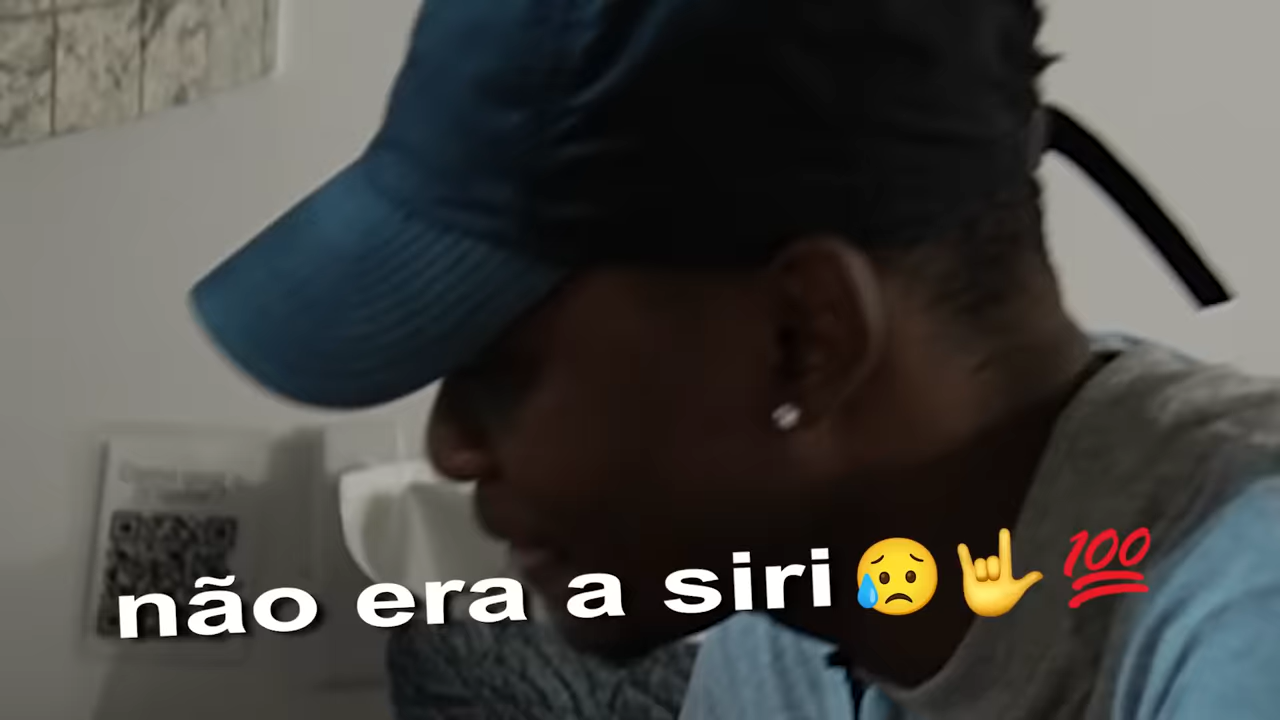 não era a siri😥🤟💯